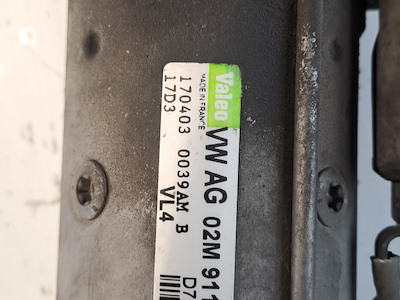 Valeo
MADE IN FRANCE
VW AG 02M 911
170403 0039AM B
17D3
VL4
D7